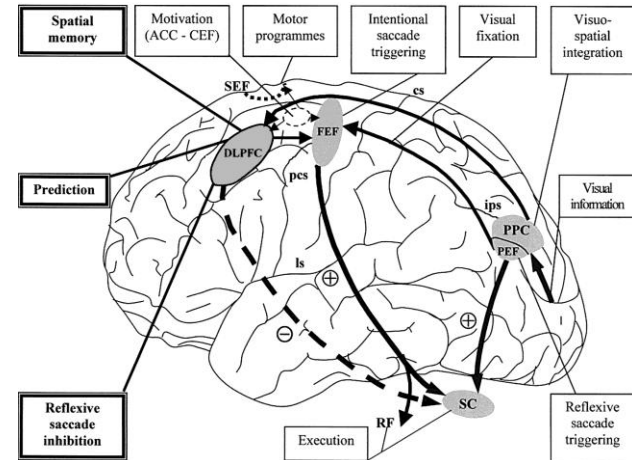 Spatial
memory
Motivation
(ACC - CEF)
Motor
programmes
Intentional
saccade
triggering
Visual
fixation
Visuo-
spatial
integration
SEF
cs
FEF
DLPFC
pcs
Prediction
ips
Visual
information
PPC
PEF
ls
+
+
−
SC
RF
Reflexive
saccade
inhibition
Execution
Reflexive
saccade
triggering